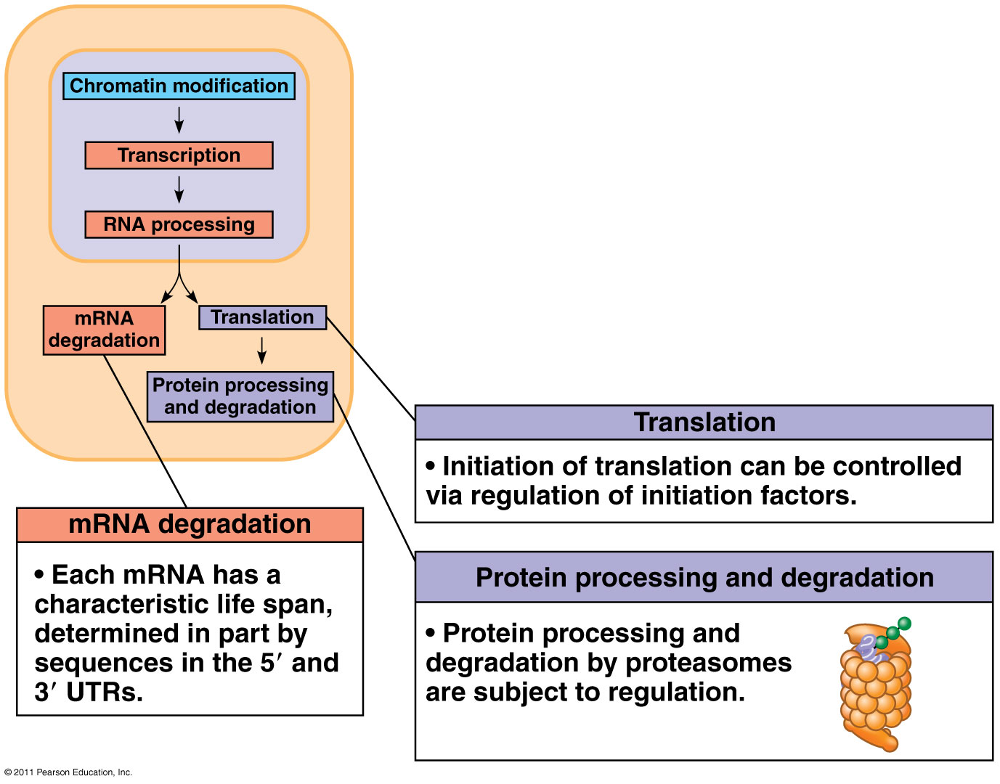 Chromatin modification
Transcription
RNA processing
mRNA
degradation
Translation
Protein processing
and degradation
Translation
• Initiation of translation can be controlled
via regulation of initiation factors.
mRNA degradation
• Each mRNA has a
characteristic life span,
determined in part by
sequences in the 5′ and
3′ UTRs.
Protein processing and degradation
• Protein processing and
degradation by proteasomes
are subject to regulation.
© 2011 Pearson Education, Inc.